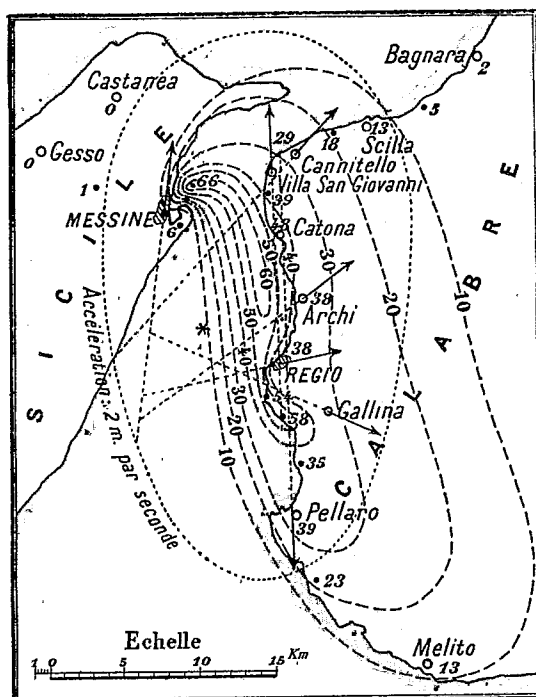 Bagnara
2
Castanea
0
5
29
18
13
Scilla
Gesso
0
Cannitello
66
1
Villa San Giovanni
39
MESSINE
6
Catona
50
40
30
60
38
Archi
20
10
50
40
30
20
10
38
REGIO
Gallina
38
35
Pellaro
39
23
Melito
13
SICILE
CALABRE
Accélération: 2 m. par seconde
Echelle
1 0 5 10 15 Km